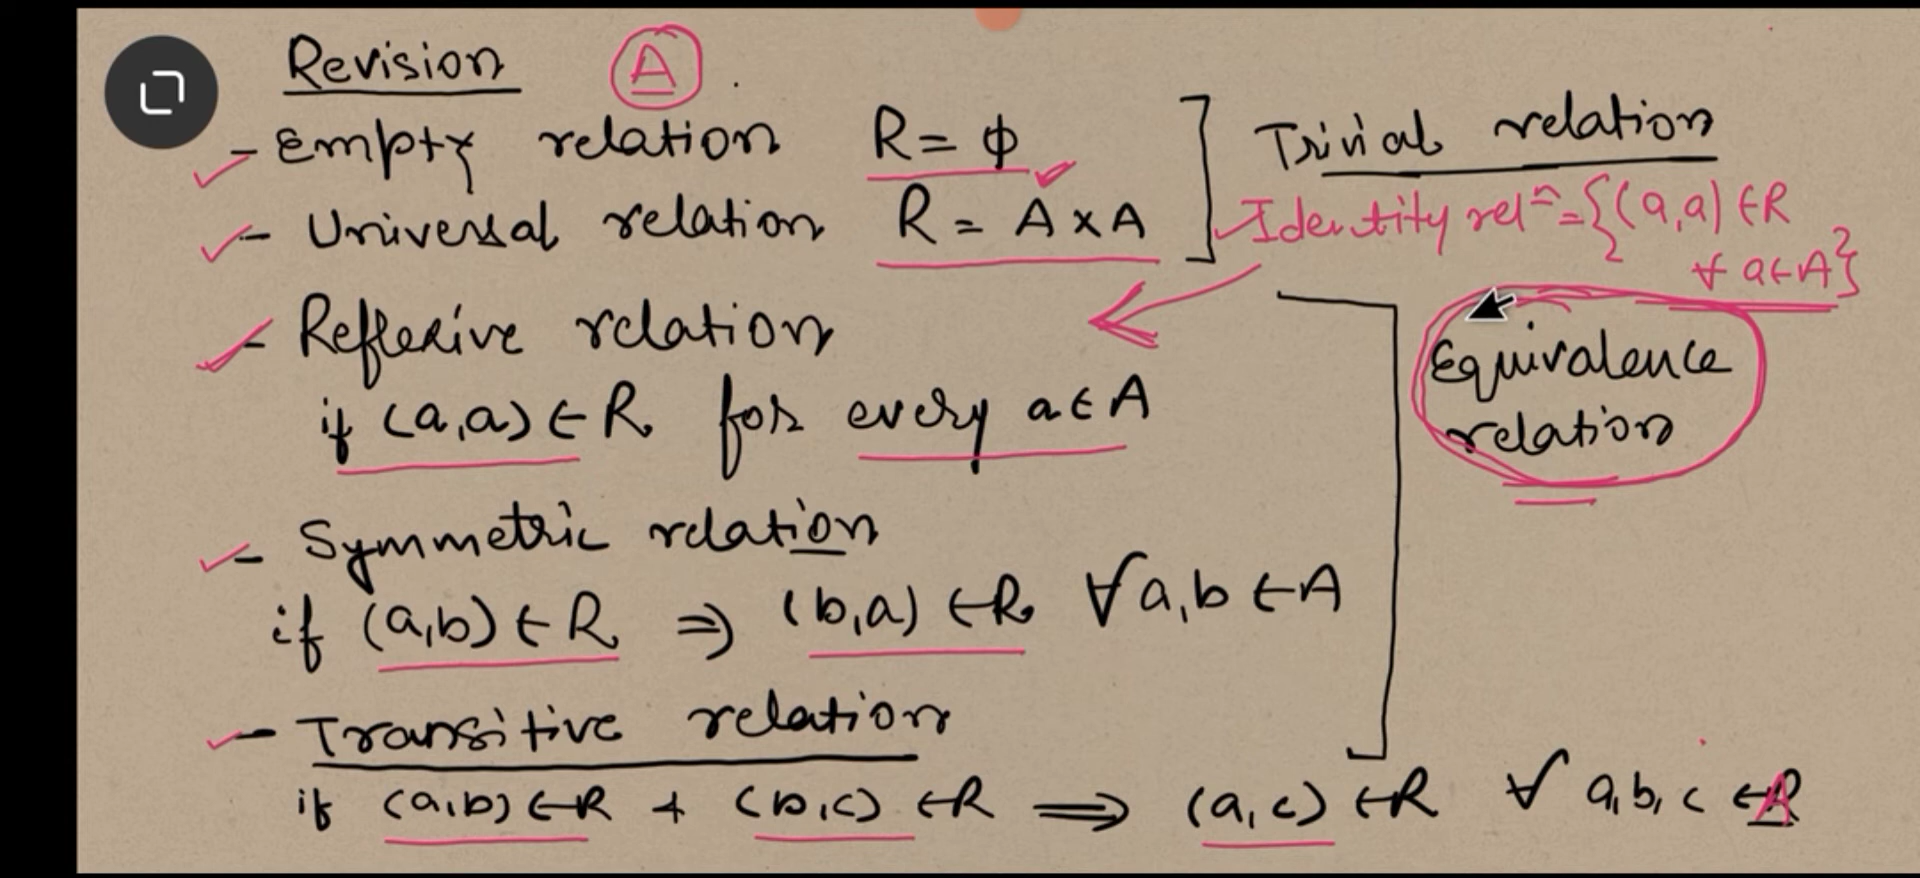 Revision A
- Empty relation R = ϕ
Trivial relation
- Universal relation R = A × A
Identity relⁿ = {(a,a) ∈ R
∀ a ∈ A}
- Reflexive relation
if (a,a) ∈ R for every a ∈ A
Equivalence
relation
- Symmetric relation
if (a,b) ∈ R ⇒ (b,a) ∈ R ∀ a,b ∈ A
- Transitive relation
if (a,b) ∈ R + (b,c) ∈ R ⟹ (a,c) ∈ R ∀ a,b,c ∈ A